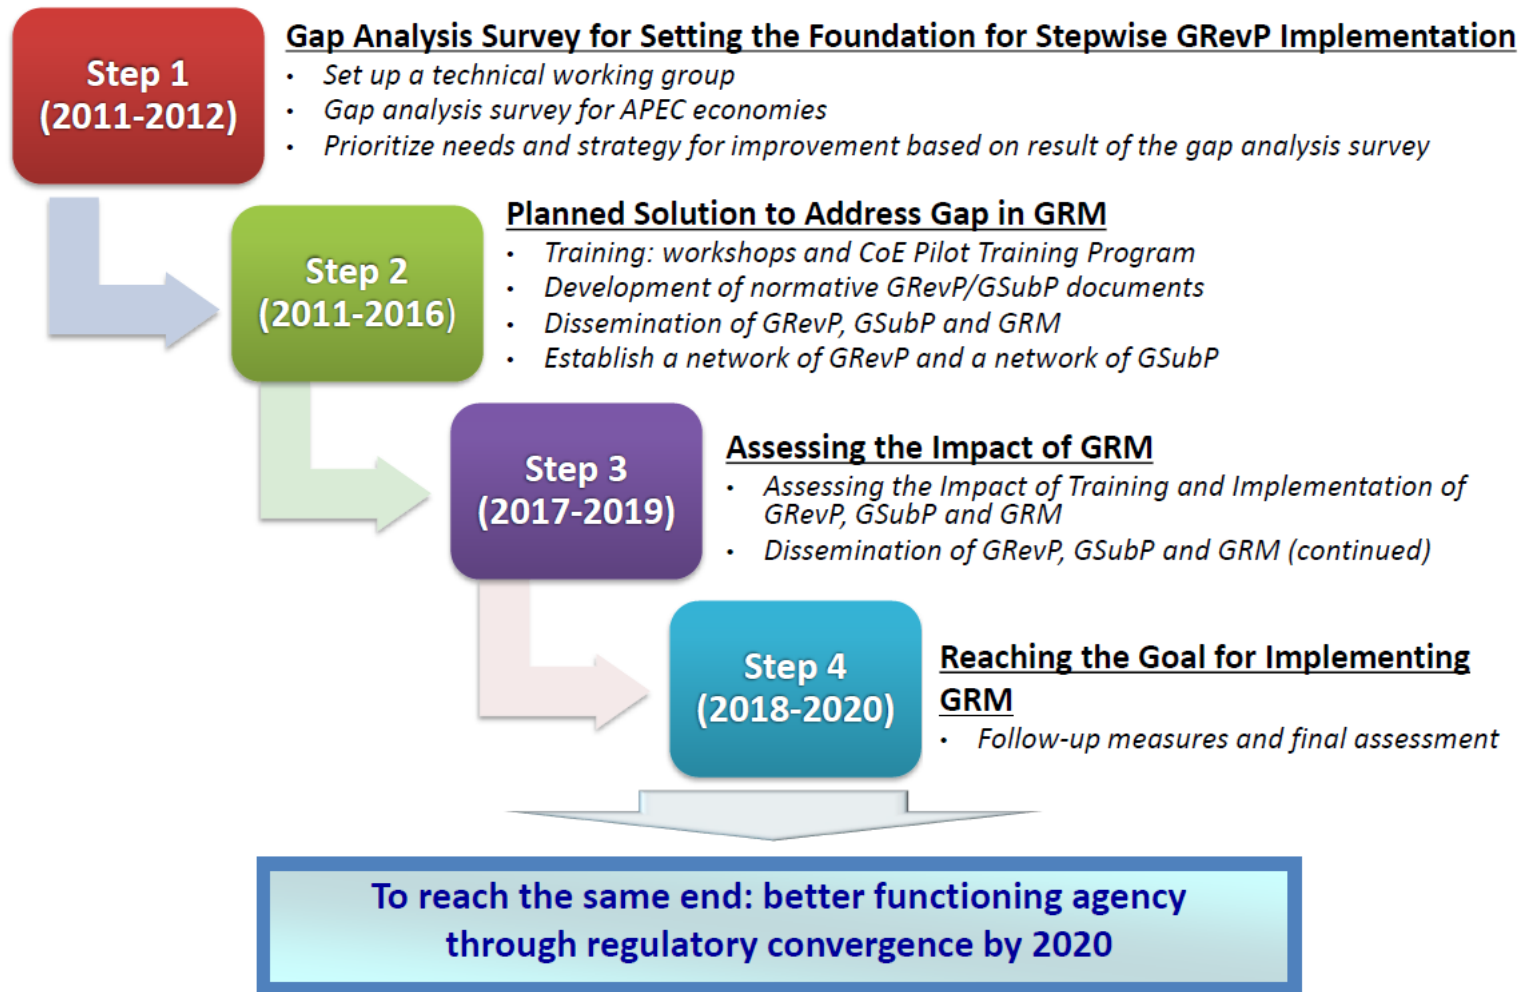 Step 1
(2011-2012)
Gap Analysis Survey for Setting the Foundation for Stepwise GRevP Implementation
• Set up a technical working group
• Gap analysis survey for APEC economies
• Prioritize needs and strategy for improvement based on result of the gap analysis survey
Step 2
(2011-2016)
Planned Solution to Address Gap in GRM
• Training: workshops and CoE Pilot Training Program
• Development of normative GRevP/GSubP documents
• Dissemination of GRevP, GSubP and GRM
• Establish a network of GRevP and a network of GSubP
Step 3
(2017-2019)
Assessing the Impact of GRM
• Assessing the Impact of Training and Implementation of
GRevP, GSubP and GRM
• Dissemination of GRevP, GSubP and GRM (continued)
Step 4
(2018-2020)
Reaching the Goal for Implementing
GRM
• Follow-up measures and final assessment
To reach the same end: better functioning agency
through regulatory convergence by 2020